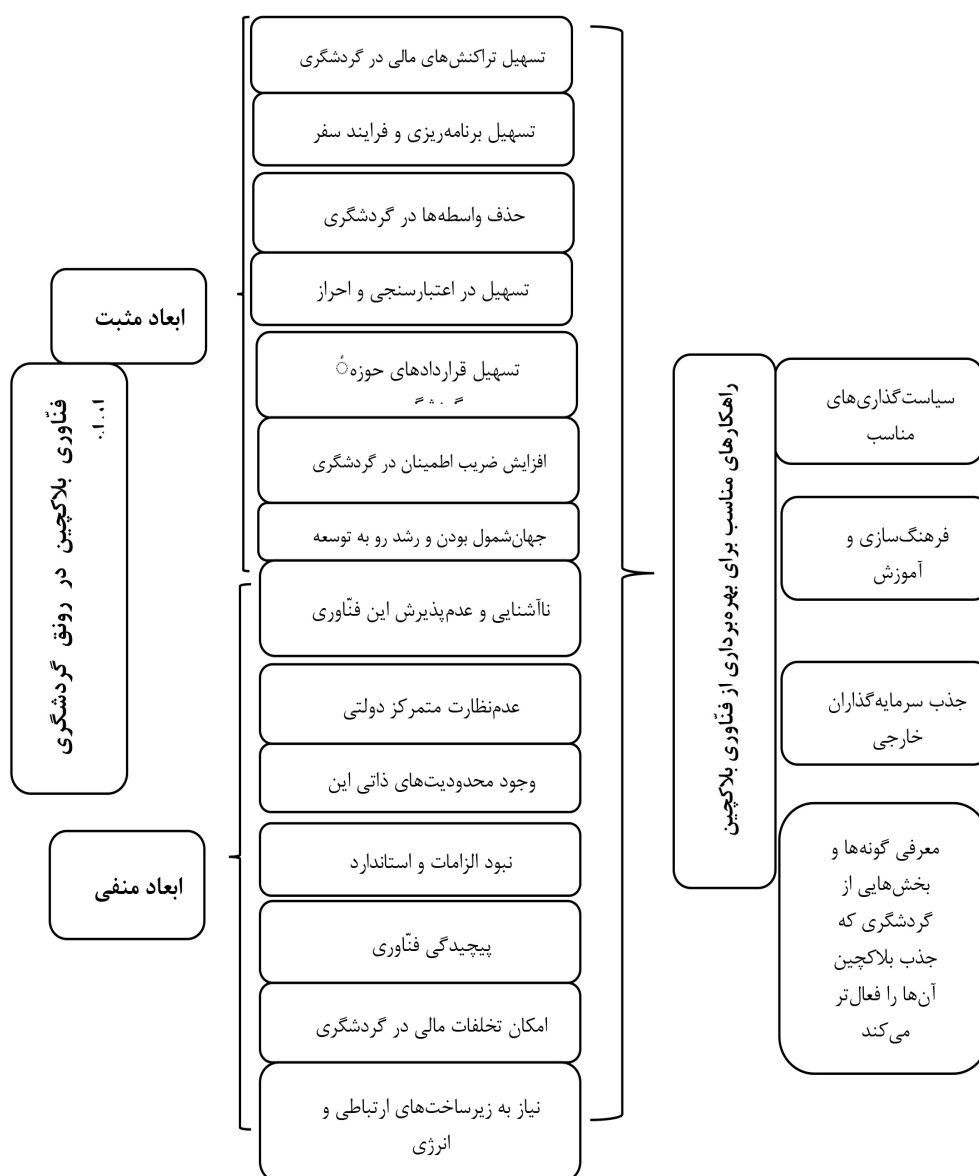 تسهیل تراکنش‌های مالی در گردشگری
تسهیل برنامه‌ریزی و فرایند سفر
حذف واسطه‌ها در گردشگری
تسهیل در اعتبارسنجی و احراز
تسهیل قراردادهای حوزهٔ
افزایش ضریب اطمینان در گردشگری
جهان‌شمول بودن و رشد رو به توسعه
ناآشنایی و عدم‌پذیرش این فنّاوری
عدم‌نظارت متمرکز دولتی
وجود محدودیت‌های ذاتی این
نبود الزامات و استاندارد
پیچیدگی فنّاوری
امکان تخلفات مالی در گردشگری
نیاز به زیرساخت‌های ارتباطی و
انرژی
ابعاد مثبت
فنّاوری بلاکچین در رونق گردشگری
ابعاد منفی
راهکارهای مناسب برای بهره‌برداری از فنّاوری بلاکچین
سیاست‌گذاری‌های
مناسب
فرهنگ‌سازی و
آموزش
جذب سرمایه‌گذاران
خارجی
معرفی گونه‌ها و
بخش‌هایی از
گردشگری که
جذب بلاکچین
آن‌ها را فعال‌تر
می‌کند